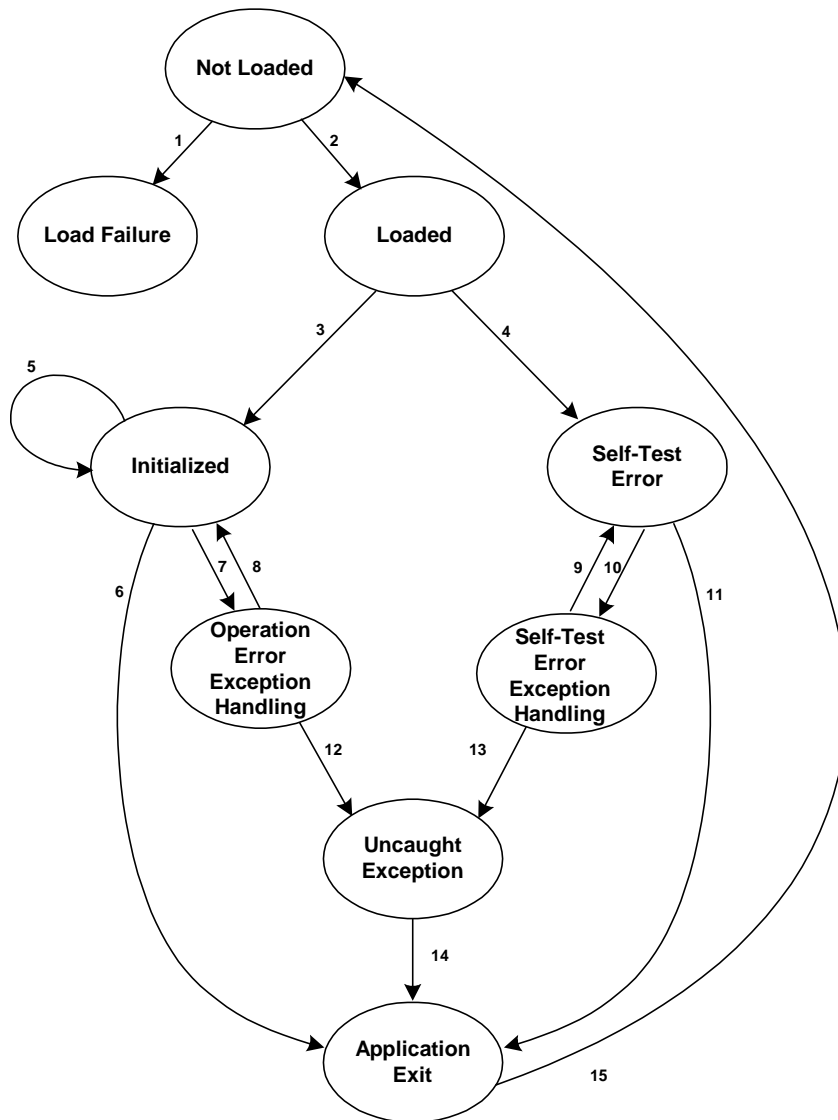 Not Loaded
1
2
Load Failure
Loaded
3
4
5
Initialized
Self-Test
Error
6
7
8
9
10
11
Operation
Error
Exception
Handling
Self-Test
Error
Exception
Handling
12
13
Uncaught
Exception
14
Application
Exit
15